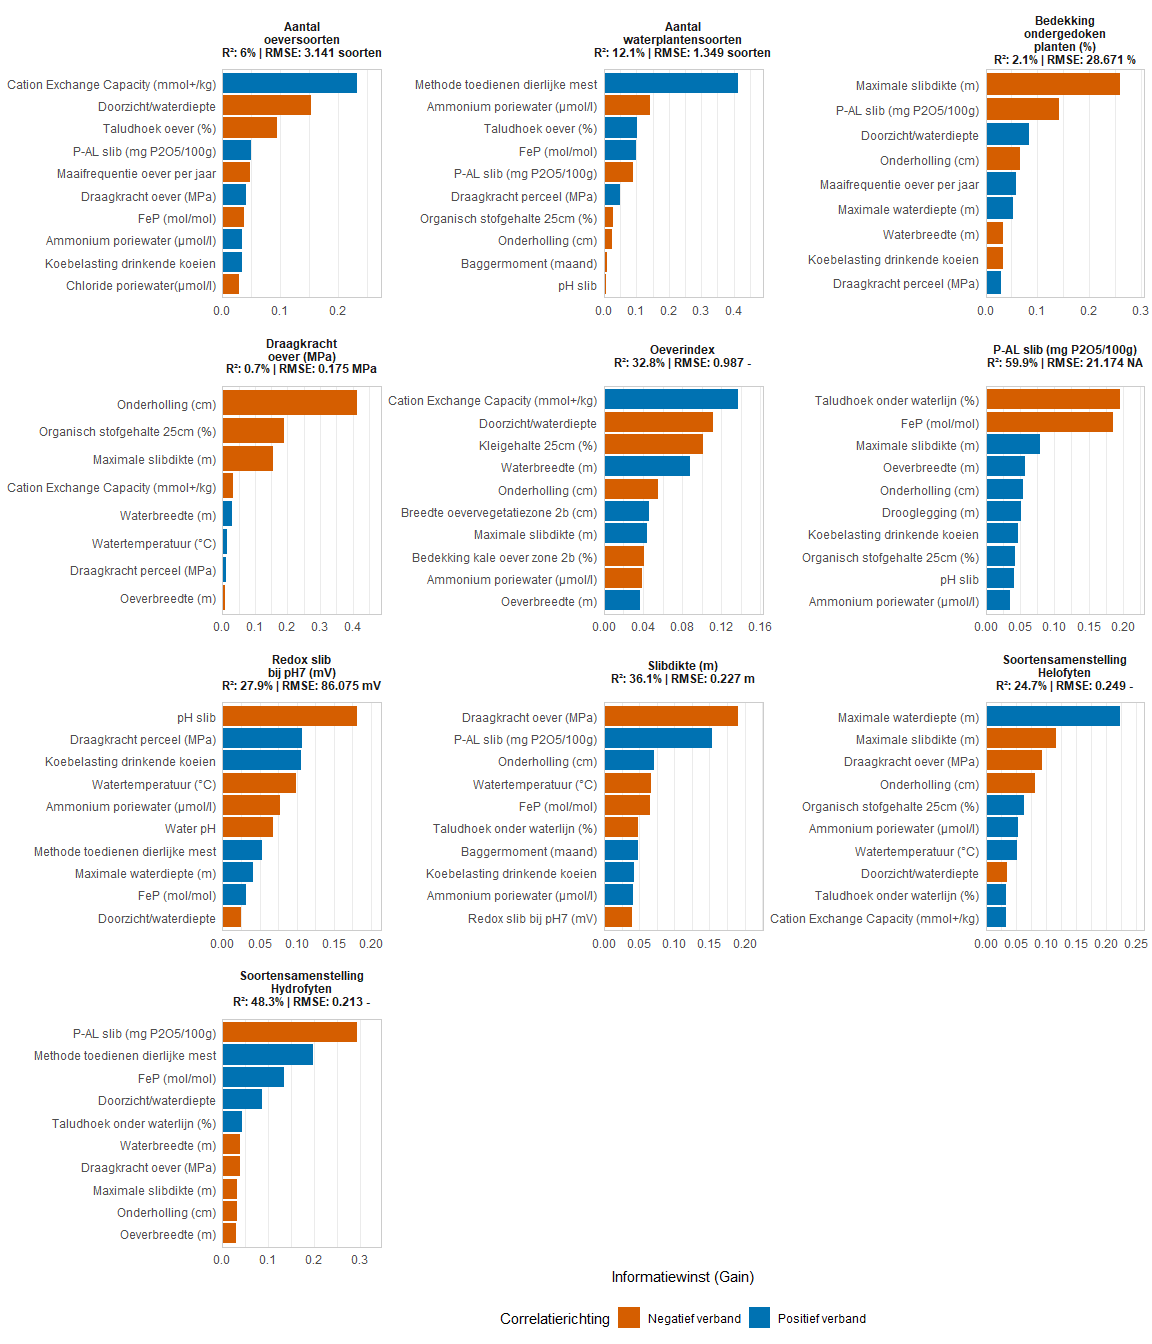 Aantal
oeversoorten
R²: 6% | RMSE: 3.141 soorten
Cation Exchange Capacity (mmol+/kg)
Doorzicht/waterdiepte
Taludhoek oever (%)
P-AL slib (mg P2O5/100g)
Maaifrequentie oever per jaar
Draagkracht oever (MPa)
FeP (mol/mol)
Ammonium poriewater (µmol/l)
Koebelasting drinkende koeien
Chloride poriewater(µmol/l)
0.0 0.1 0.2
Aantal
waterplantensoorten
R²: 12.1% | RMSE: 1.349 soorten
Methode toedienen dierlijke mest
Ammonium poriewater (µmol/l)
Taludhoek oever (%)
FeP (mol/mol)
P-AL slib (mg P2O5/100g)
Draagkracht perceel (MPa)
Organisch stofgehalte 25cm (%)
Onderholling (cm)
Baggermoment (maand)
pH slib
0.0 0.1 0.2 0.3 0.4
Bedekking
ondergedoken
planten (%)
R²: 2.1% | RMSE: 28.671 %
Maximale slibdikte (m)
P-AL slib (mg P2O5/100g)
Doorzicht/waterdiepte
Onderholling (cm)
Maaifrequentie oever per jaar
Maximale waterdiepte (m)
Waterbreedte (m)
Koebelasting drinkende koeien
Draagkracht perceel (MPa)
0.0 0.1 0.2 0.3
Draagkracht
oever (MPa)
R²: 0.7% | RMSE: 0.175 MPa
Onderholling (cm)
Organisch stofgehalte 25cm (%)
Maximale slibdikte (m)
Cation Exchange Capacity (mmol+/kg)
Waterbreedte (m)
Watertemperatuur (°C)
Draagkracht perceel (MPa)
Oeverbreedte (m)
0.0 0.1 0.2 0.3 0.4
Oeverindex
R²: 32.8% | RMSE: 0.987 -
Cation Exchange Capacity (mmol+/kg)
Doorzicht/waterdiepte
Kleigehalte 25cm (%)
Waterbreedte (m)
Onderholling (cm)
Breedte oevervegetatiezone 2b (cm)
Maximale slibdikte (m)
Bedekking kale oever zone 2b (%)
Ammonium poriewater (µmol/l)
Oeverbreedte (m)
0.00 0.04 0.08 0.12 0.16
P-AL slib (mg P2O5/100g)
R²: 59.9% | RMSE: 21.174 NA
Taludhoek onder waterlijn (%)
FeP (mol/mol)
Maximale slibdikte (m)
Oeverbreedte (m)
Onderholling (cm)
Drooglegging (m)
Koebelasting drinkende koeien
Organisch stofgehalte 25cm (%)
pH slib
Ammonium poriewater (µmol/l)
0.00 0.05 0.10 0.15 0.20
Redox slib
bij pH7 (mV)
R²: 27.9% | RMSE: 86.075 mV
pH slib
Draagkracht perceel (MPa)
Koebelasting drinkende koeien
Watertemperatuur (°C)
Ammonium poriewater (µmol/l)
Water pH
Methode toedienen dierlijke mest
Maximale waterdiepte (m)
FeP (mol/mol)
Doorzicht/waterdiepte
0.00 0.05 0.10 0.15 0.20
Slibdikte (m)
R²: 36.1% | RMSE: 0.227 m
Draagkracht oever (MPa)
P-AL slib (mg P2O5/100g)
Onderholling (cm)
Watertemperatuur (°C)
FeP (mol/mol)
Taludhoek onder waterlijn (%)
Baggermoment (maand)
Koebelasting drinkende koeien
Ammonium poriewater (µmol/l)
Redox slib bij pH7 (mV)
0.00 0.05 0.10 0.15 0.20
Soortensamenstelling
Helofyten
R²: 24.7% | RMSE: 0.249 -
Maximale waterdiepte (m)
Maximale slibdikte (m)
Draagkracht oever (MPa)
Onderholling (cm)
Organisch stofgehalte 25cm (%)
Ammonium poriewater (µmol/l)
Watertemperatuur (°C)
Doorzicht/waterdiepte
Taludhoek onder waterlijn (%)
Cation Exchange Capacity (mmol+/kg)
0.00 0.05 0.10 0.15 0.20 0.25
Soortensamenstelling
Hydrofyten
R²: 48.3% | RMSE: 0.213 -
P-AL slib (mg P2O5/100g)
Methode toedienen dierlijke mest
FeP (mol/mol)
Doorzicht/waterdiepte
Taludhoek onder waterlijn (%)
Waterbreedte (m)
Draagkracht oever (MPa)
Maximale slibdikte (m)
Onderholling (cm)
Oeverbreedte (m)
0.0 0.1 0.2 0.3
Informatiewinst (Gain)
Correlatierichting Negatief verband Positief verband